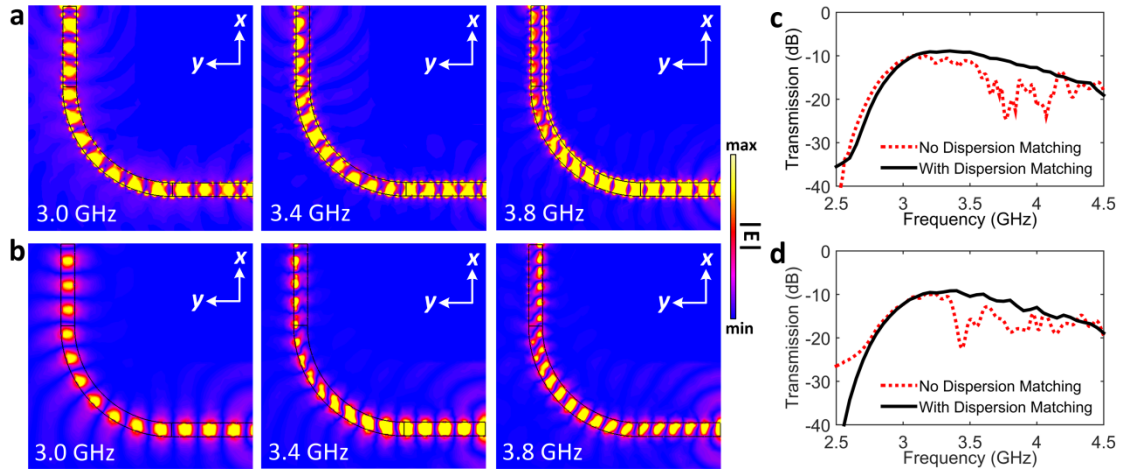 a
x
y
3.0 GHz
x
y
3.4 GHz
x
y
3.8 GHz
b
x
y
3.0 GHz
x
y
3.4 GHz
x
y
3.8 GHz
max
|E|
min
c
Transmission (dB)
0
-10
-20
-30
-40
No Dispersion Matching
With Dispersion Matching
2.5 3 3.5 4 4.5
Frequency (GHz)
d
Transmission (dB)
0
-10
-20
-30
-40
No Dispersion Matching
With Dispersion Matching
2.5 3 3.5 4 4.5
Frequency (GHz)